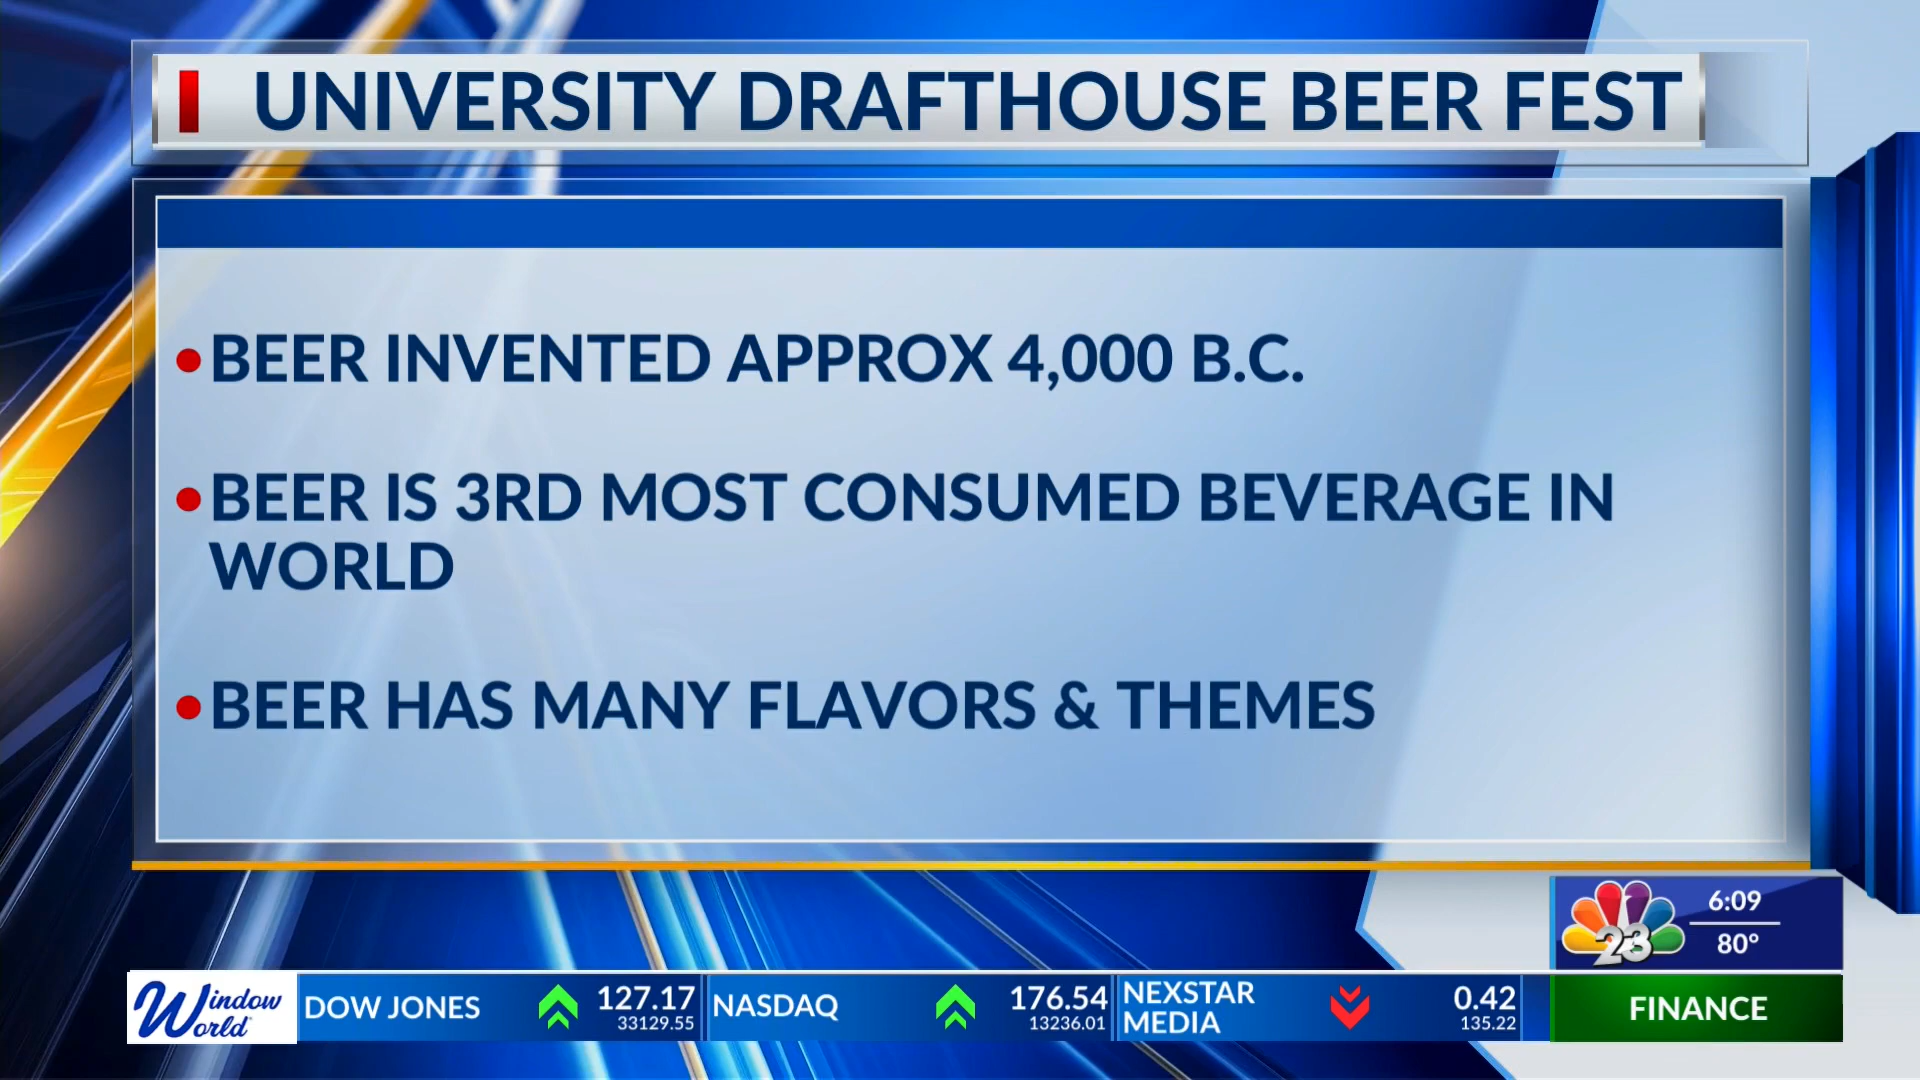 UNIVERSITY DRAFTHOUSE BEER FEST
•BEER INVENTED APPROX 4,000 B.C.
•BEER IS 3RD MOST CONSUMED BEVERAGE IN
WORLD
•BEER HAS MANY FLAVORS & THEMES
23
6:09
80°
Window
World
DOW JONES
127.17
33129.55
NASDAQ
176.54
13236.01
NEXSTAR
MEDIA
0.42
135.22
FINANCE